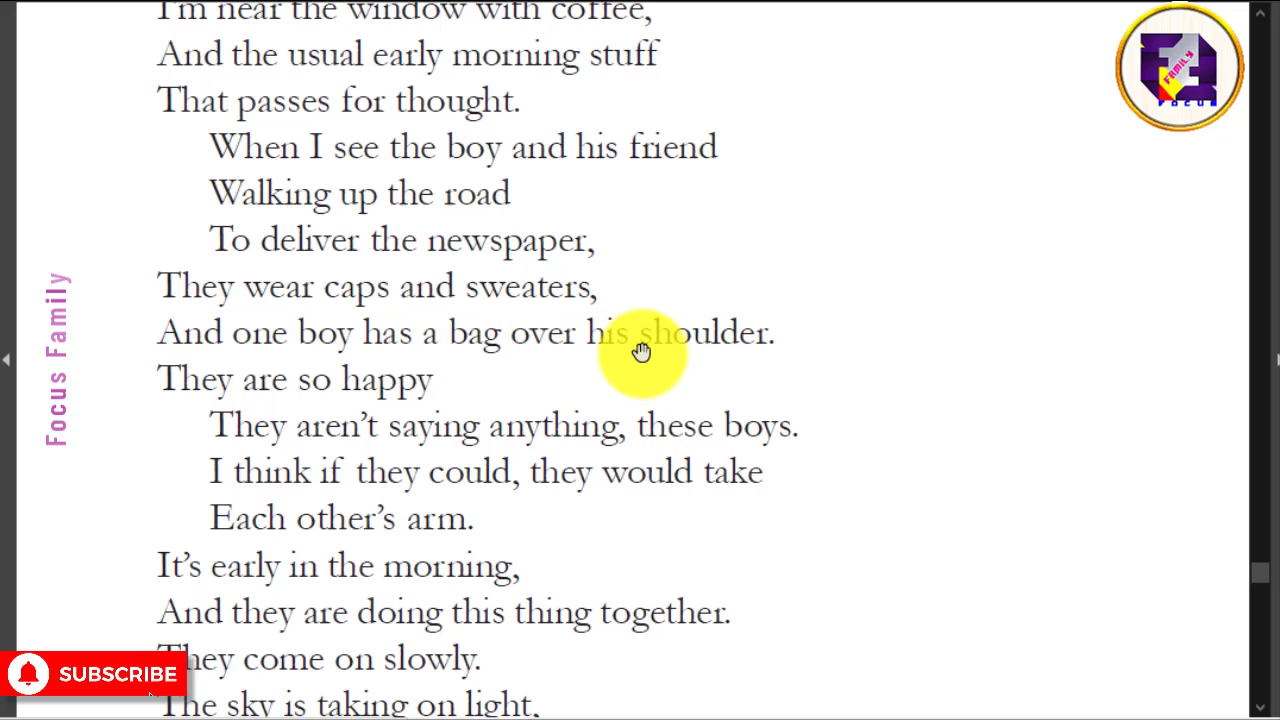 I'm near the window with coffee,
And the usual early morning stuff
That passes for thought.
When I see the boy and his friend
Walking up the road
To deliver the newspaper,
They wear caps and sweaters,
And one boy has a bag over his shoulder.
They are so happy
They aren't saying anything, these boys.
I think if they could, they would take
Each other's arm.
It's early in the morning,
And they are doing this thing together.
They come on slowly.
The sky is taking on light,
Focus Family
SUBSCRIBE
FAMILY
FOCUS